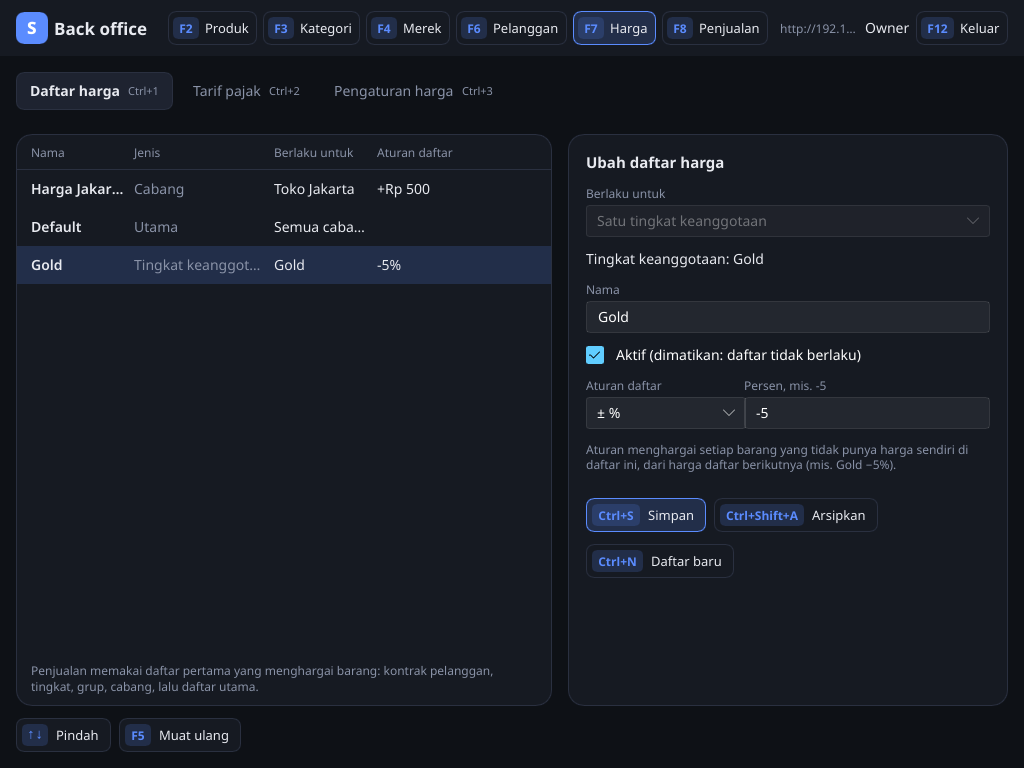 S Back office F2 Produk F3 Kategori F4 Merek F6 Pelanggan F7 Harga F8 Penjualan http://192.1... Owner F12 Keluar
Daftar harga Ctrl+1 Tarif pajak Ctrl+2 Pengaturan harga Ctrl+3
Nama Jenis Berlaku untuk Aturan daftar
Harga Jakar... Cabang Toko Jakarta +Rp 500
Default Utama Semua caba...
Gold Tingkat keanggot... Gold -5%
Penjualan memakai daftar pertama yang menghargai barang: kontrak pelanggan,
tingkat, grup, cabang, lalu daftar utama.
Ubah daftar harga
Berlaku untuk
Satu tingkat keanggotaan
Tingkat keanggotaan: Gold
Nama
Gold
Aktif (dimatikan: daftar tidak berlaku)
Aturan daftar Persen, mis. -5
± % -5
Aturan menghargai setiap barang yang tidak punya harga sendiri di
daftar ini, dari harga daftar berikutnya (mis. Gold −5%).
Ctrl+S Simpan Ctrl+Shift+A Arsipkan
Ctrl+N Daftar baru
↑↓ Pindah F5 Muat ulang